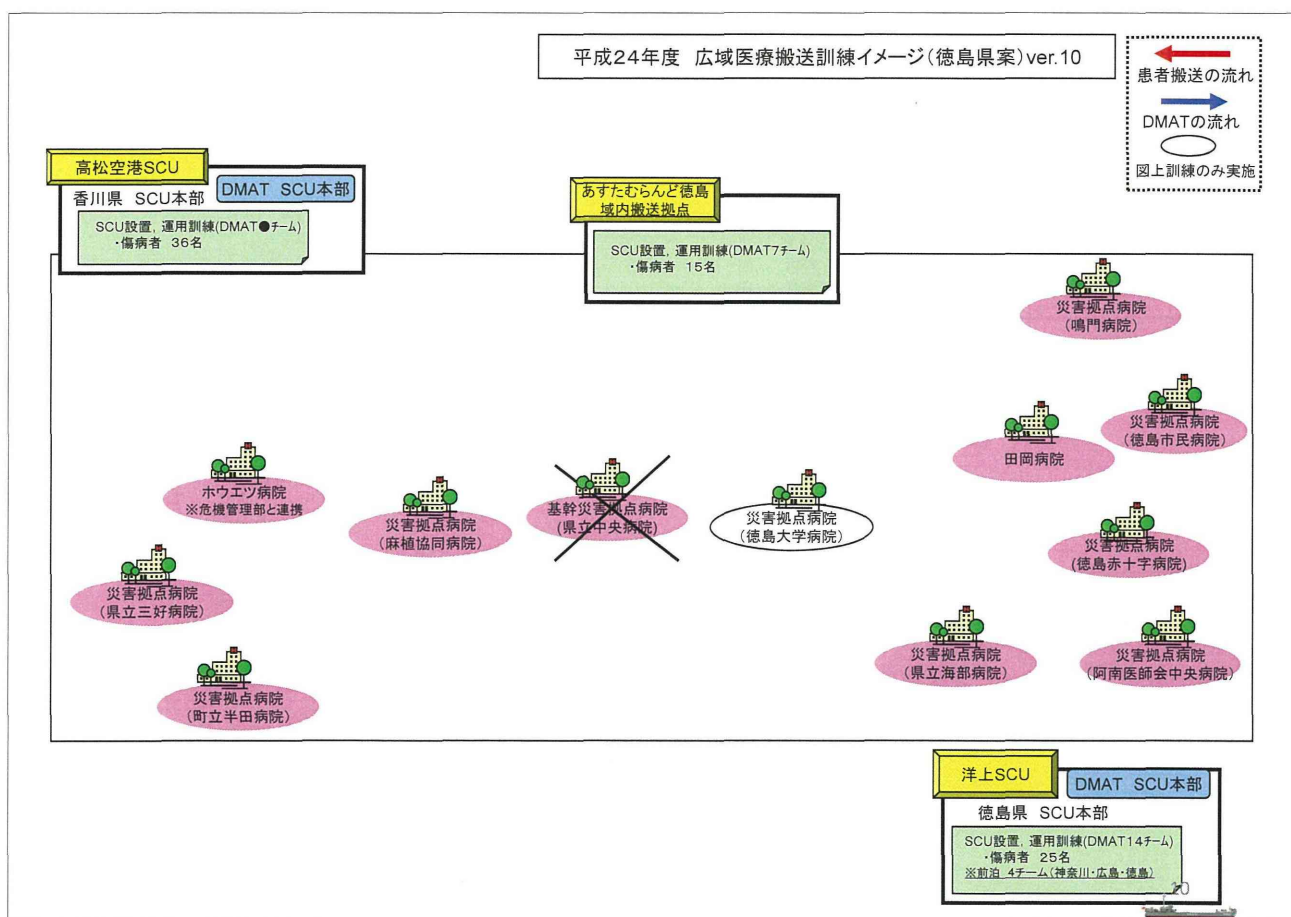 平成24年度 広域医療搬送訓練イメージ(徳島県案)ver.10
患者搬送の流れ
DMATの流れ
図上訓練のみ実施
高松空港SCU
香川県 SCU本部
DMAT SCU本部
SCU設置, 運用訓練(DMAT●チーム)
・傷病者 36名
あすたむらんど徳島
域内搬送拠点
SCU設置, 運用訓練(DMAT7チーム)
・傷病者 15名
災害拠点病院
(鳴門病院)
災害拠点病院
(徳島市民病院)
田岡病院
ホウエツ病院
※危機管理部と連携
災害拠点病院
(麻植協同病院)
基幹災害拠点病院
(県立中央病院)
災害拠点病院
(徳島大学病院)
災害拠点病院
(徳島赤十字病院)
災害拠点病院
(県立三好病院)
災害拠点病院
(県立海部病院)
災害拠点病院
(阿南医師会中央病院)
災害拠点病院
(町立半田病院)
洋上SCU
DMAT SCU本部
徳島県 SCU本部
SCU設置, 運用訓練(DMAT14チーム)
・傷病者 25名
※前泊 4チーム(神奈川・広島・徳島)
10